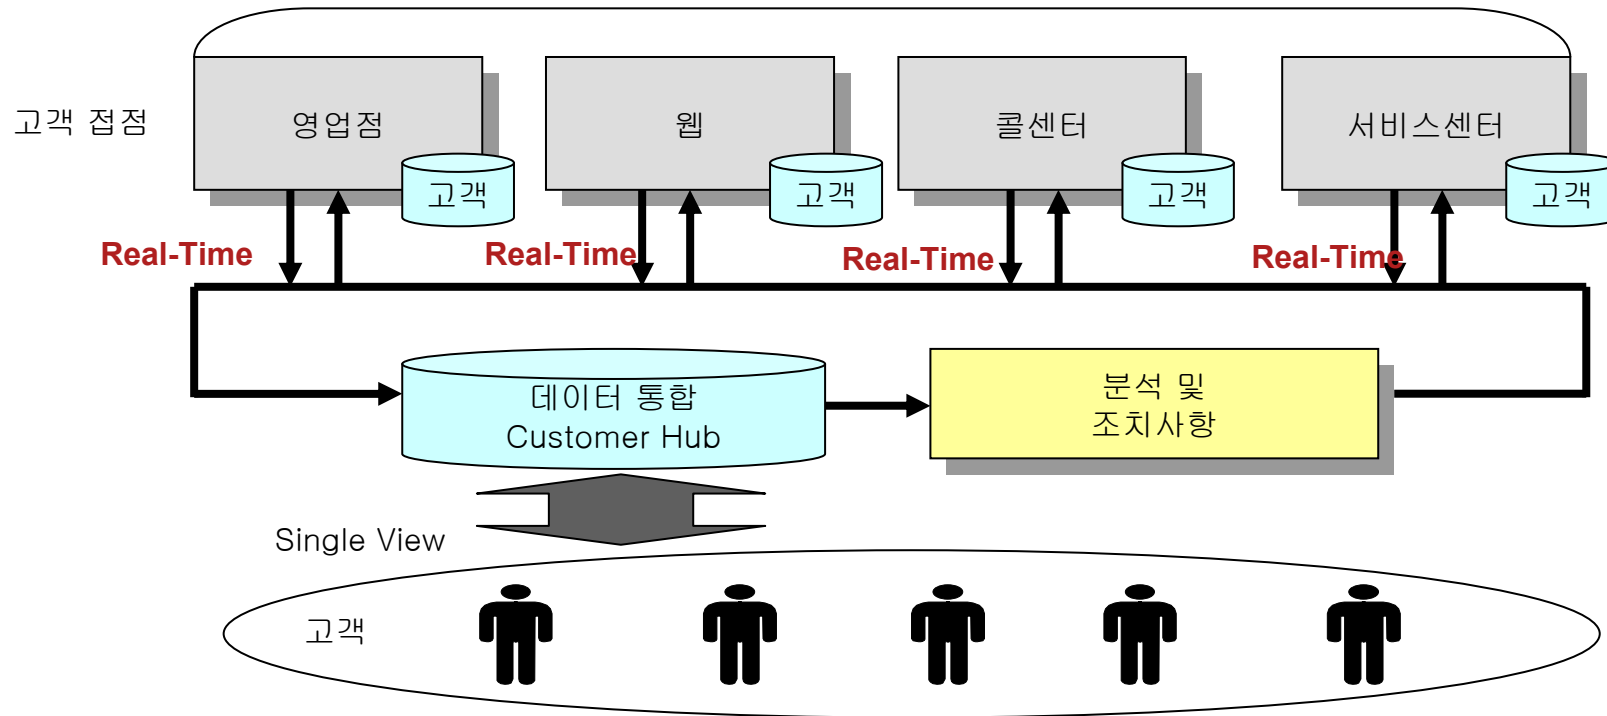 고객 접점
영업점
웹
콜센터
서비스센터
고객
고객
고객
고객
Real-Time
Real-Time
Real-Time
Real-Time
데이터 통합
Customer Hub
분석 및
조치사항
Single View
고객